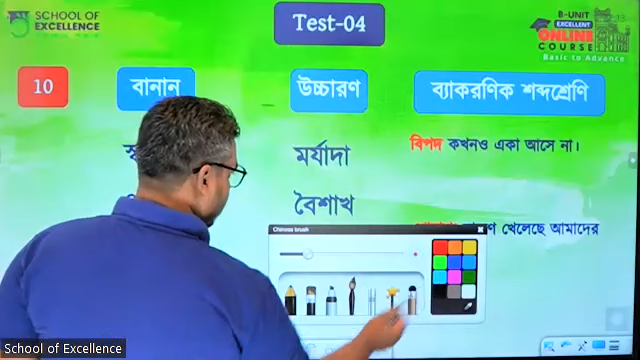 SCHOOL OF
EXCELLENCE
Test-04
B-UNIT
EXCELLENT
ONLINE
COURSE
Basic to Advance
10
বানান
উচ্চারণ
ব্যাকরণিক শব্দশ্রেণি
মর্যাদা
বিপদ কখনও একা আসে না।
বৈশাখ
খেলেছে আমাদের
Chinese brush
School of Excellence